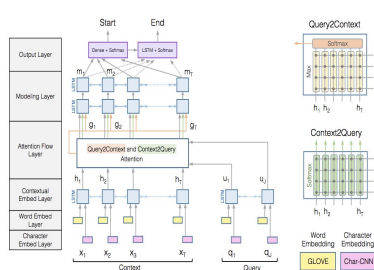 Start End
Query2Context
Output Layer
Dense + Softmax
LSTM + Softmax
Softmax
Max
m1 m2 mT
LSTM
Modeling Layer
LSTM
h1 h2 hT
g1 g2 gT
Attention Flow Layer
Query2Context and Context2Query
Attention
Context2Query
h1 h2 hT
u1 uJ
Softmax
Contextual Embed Layer
LSTM
LSTM
h1 h2 hT
Word Embed Layer
Character Embed Layer
Word Embedding
Character Embedding
x1 x2 x3 xT
q1 qJ
GLOVE
Char-CNN
Context
Query